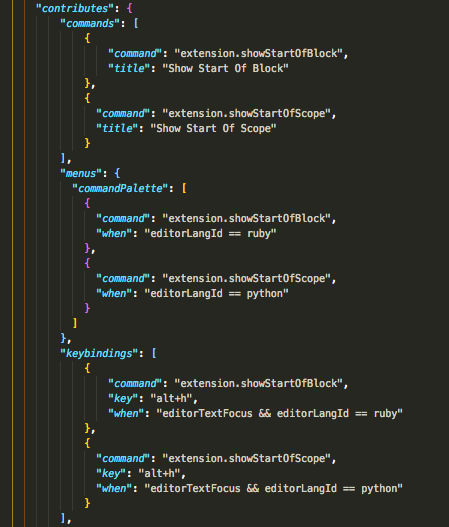 "contributes": {
"commands": [
{
"command": "extension.showStartOfBlock",
"title": "Show Start Of Block"
},
{
"command": "extension.showStartOfScope",
"title": "Show Start Of Scope"
}
],
"menus": {
"commandPalette": [
{
"command": "extension.showStartOfBlock",
"when": "editorLangId == ruby"
},
{
"command": "extension.showStartOfScope",
"when": "editorLangId == python"
}
]
},
"keybindings": [
{
"command": "extension.showStartOfBlock",
"key": "alt+h",
"when": "editorTextFocus && editorLangId == ruby"
},
{
"command": "extension.showStartOfScope",
"key": "alt+h",
"when": "editorTextFocus && editorLangId == python"
}
],